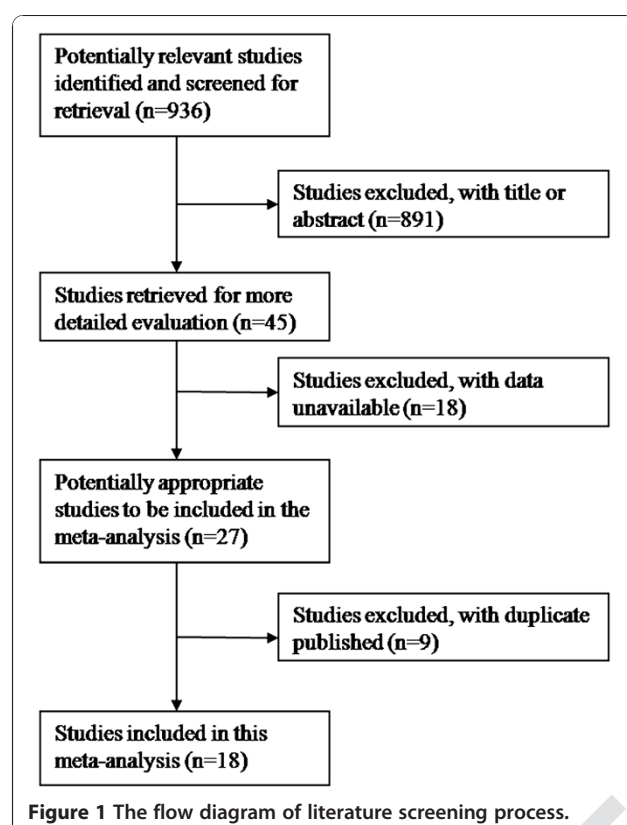 Potentially relevant studies
identified and screened for
retrieval (n=936)
Studies excluded, with title or
abstract (n=891)
Studies retrieved for more
detailed evaluation (n=45)
Studies excluded, with data
unavailable (n=18)
Potentially appropriate
studies to be included in the
meta-analysis (n=27)
Studies excluded, with duplicate
published (n=9)
Studies included in this
meta-analysis (n=18)
Figure 1 The flow diagram of literature screening process.